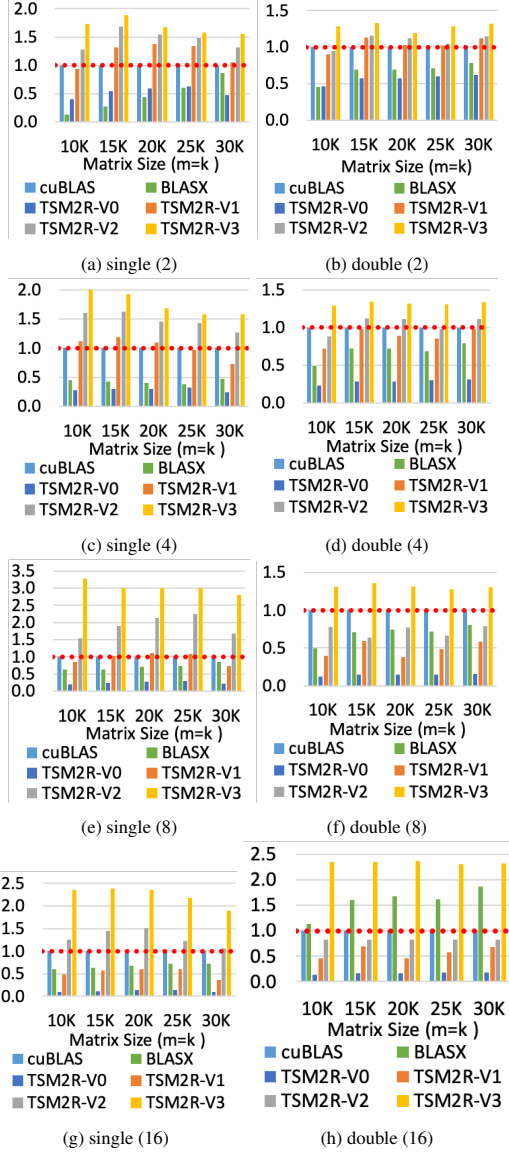 2.0
1.5
1.0
0.5
0.0
10K 15K 20K 25K 30K
Matrix Size (m=k )
cuBLAS BLASX
TSM2R-V0 TSM2R-V1
TSM2R-V2 TSM2R-V3
(a) single (2)
1.5
1.0
0.5
0.0
10K 15K 20K 25K 30K
Matrix Size (m=k)
cuBLAS BLASX
TSM2R-V0 TSM2R-V1
TSM2R-V2 TSM2R-V3
(b) double (2)
2.0
1.5
1.0
0.5
0.0
10K 15K 20K 25K 30K
Matrix Size (m=k )
cuBLAS BLASX
TSM2R-V0 TSM2R-V1
TSM2R-V2 TSM2R-V3
(c) single (4)
1.5
1.0
0.5
0.0
10K 15K 20K 25K 30K
Matrix Size (m=k )
cuBLAS BLASX
TSM2R-V0 TSM2R-V1
TSM2R-V2 TSM2R-V3
(d) double (4)
3.5
3.0
2.5
2.0
1.5
1.0
0.5
0.0
10K 15K 20K 25K 30K
Matrix Size (m=k )
cuBLAS BLASX
TSM2R-V0 TSM2R-V1
TSM2R-V2 TSM2R-V3
(e) single (8)
1.5
1.0
0.5
0.0
10K 15K 20K 25K 30K
Matrix Size (m=k )
cuBLAS BLASX
TSM2R-V0 TSM2R-V1
TSM2R-V2 TSM2R-V3
(f) double (8)
2.5
2.0
1.5
1.0
0.5
0.0
10K 15K 20K 25K 30K
Matrix Size (m=k )
cuBLAS BLASX
TSM2R-V0 TSM2R-V1
TSM2R-V2 TSM2R-V3
(g) single (16)
2.5
2.0
1.5
1.0
0.5
0.0
10K 15K 20K 25K 30K
Matrix Size (m=k )
cuBLAS BLASX
TSM2R-V0 TSM2R-V1
TSM2R-V2 TSM2R-V3
(h) double (16)